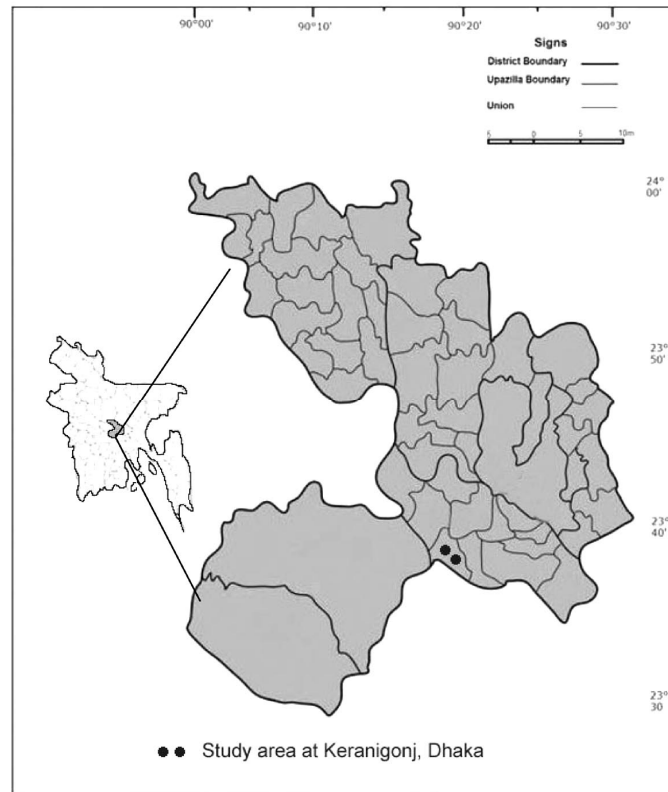 90°00' 90°10' 90°20' 90°30'
Signs
District Boundary
Upazilla Boundary
Union
5 0 5 10m
24°
00'
23°
50'
23°
40'
23°
30
Study area at Keranigonj, Dhaka